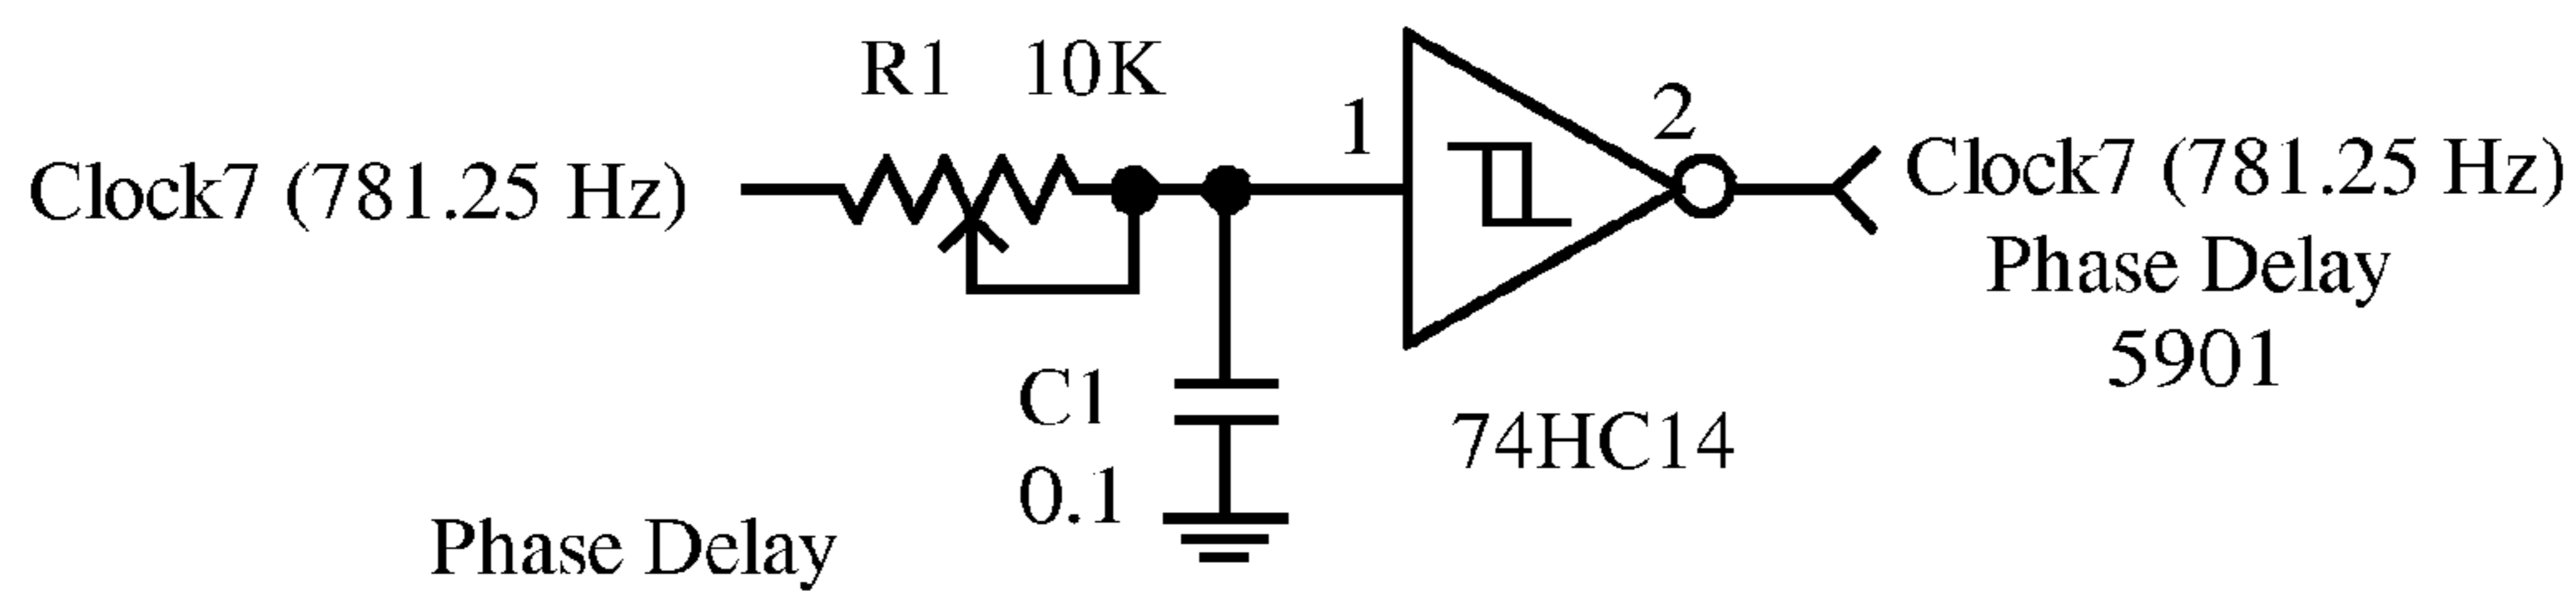 R1 10K
1
2
Clock7 (781.25 Hz)
Clock7 (781.25 Hz)
Phase Delay
5901
C1
0.1
74HC14
Phase Delay